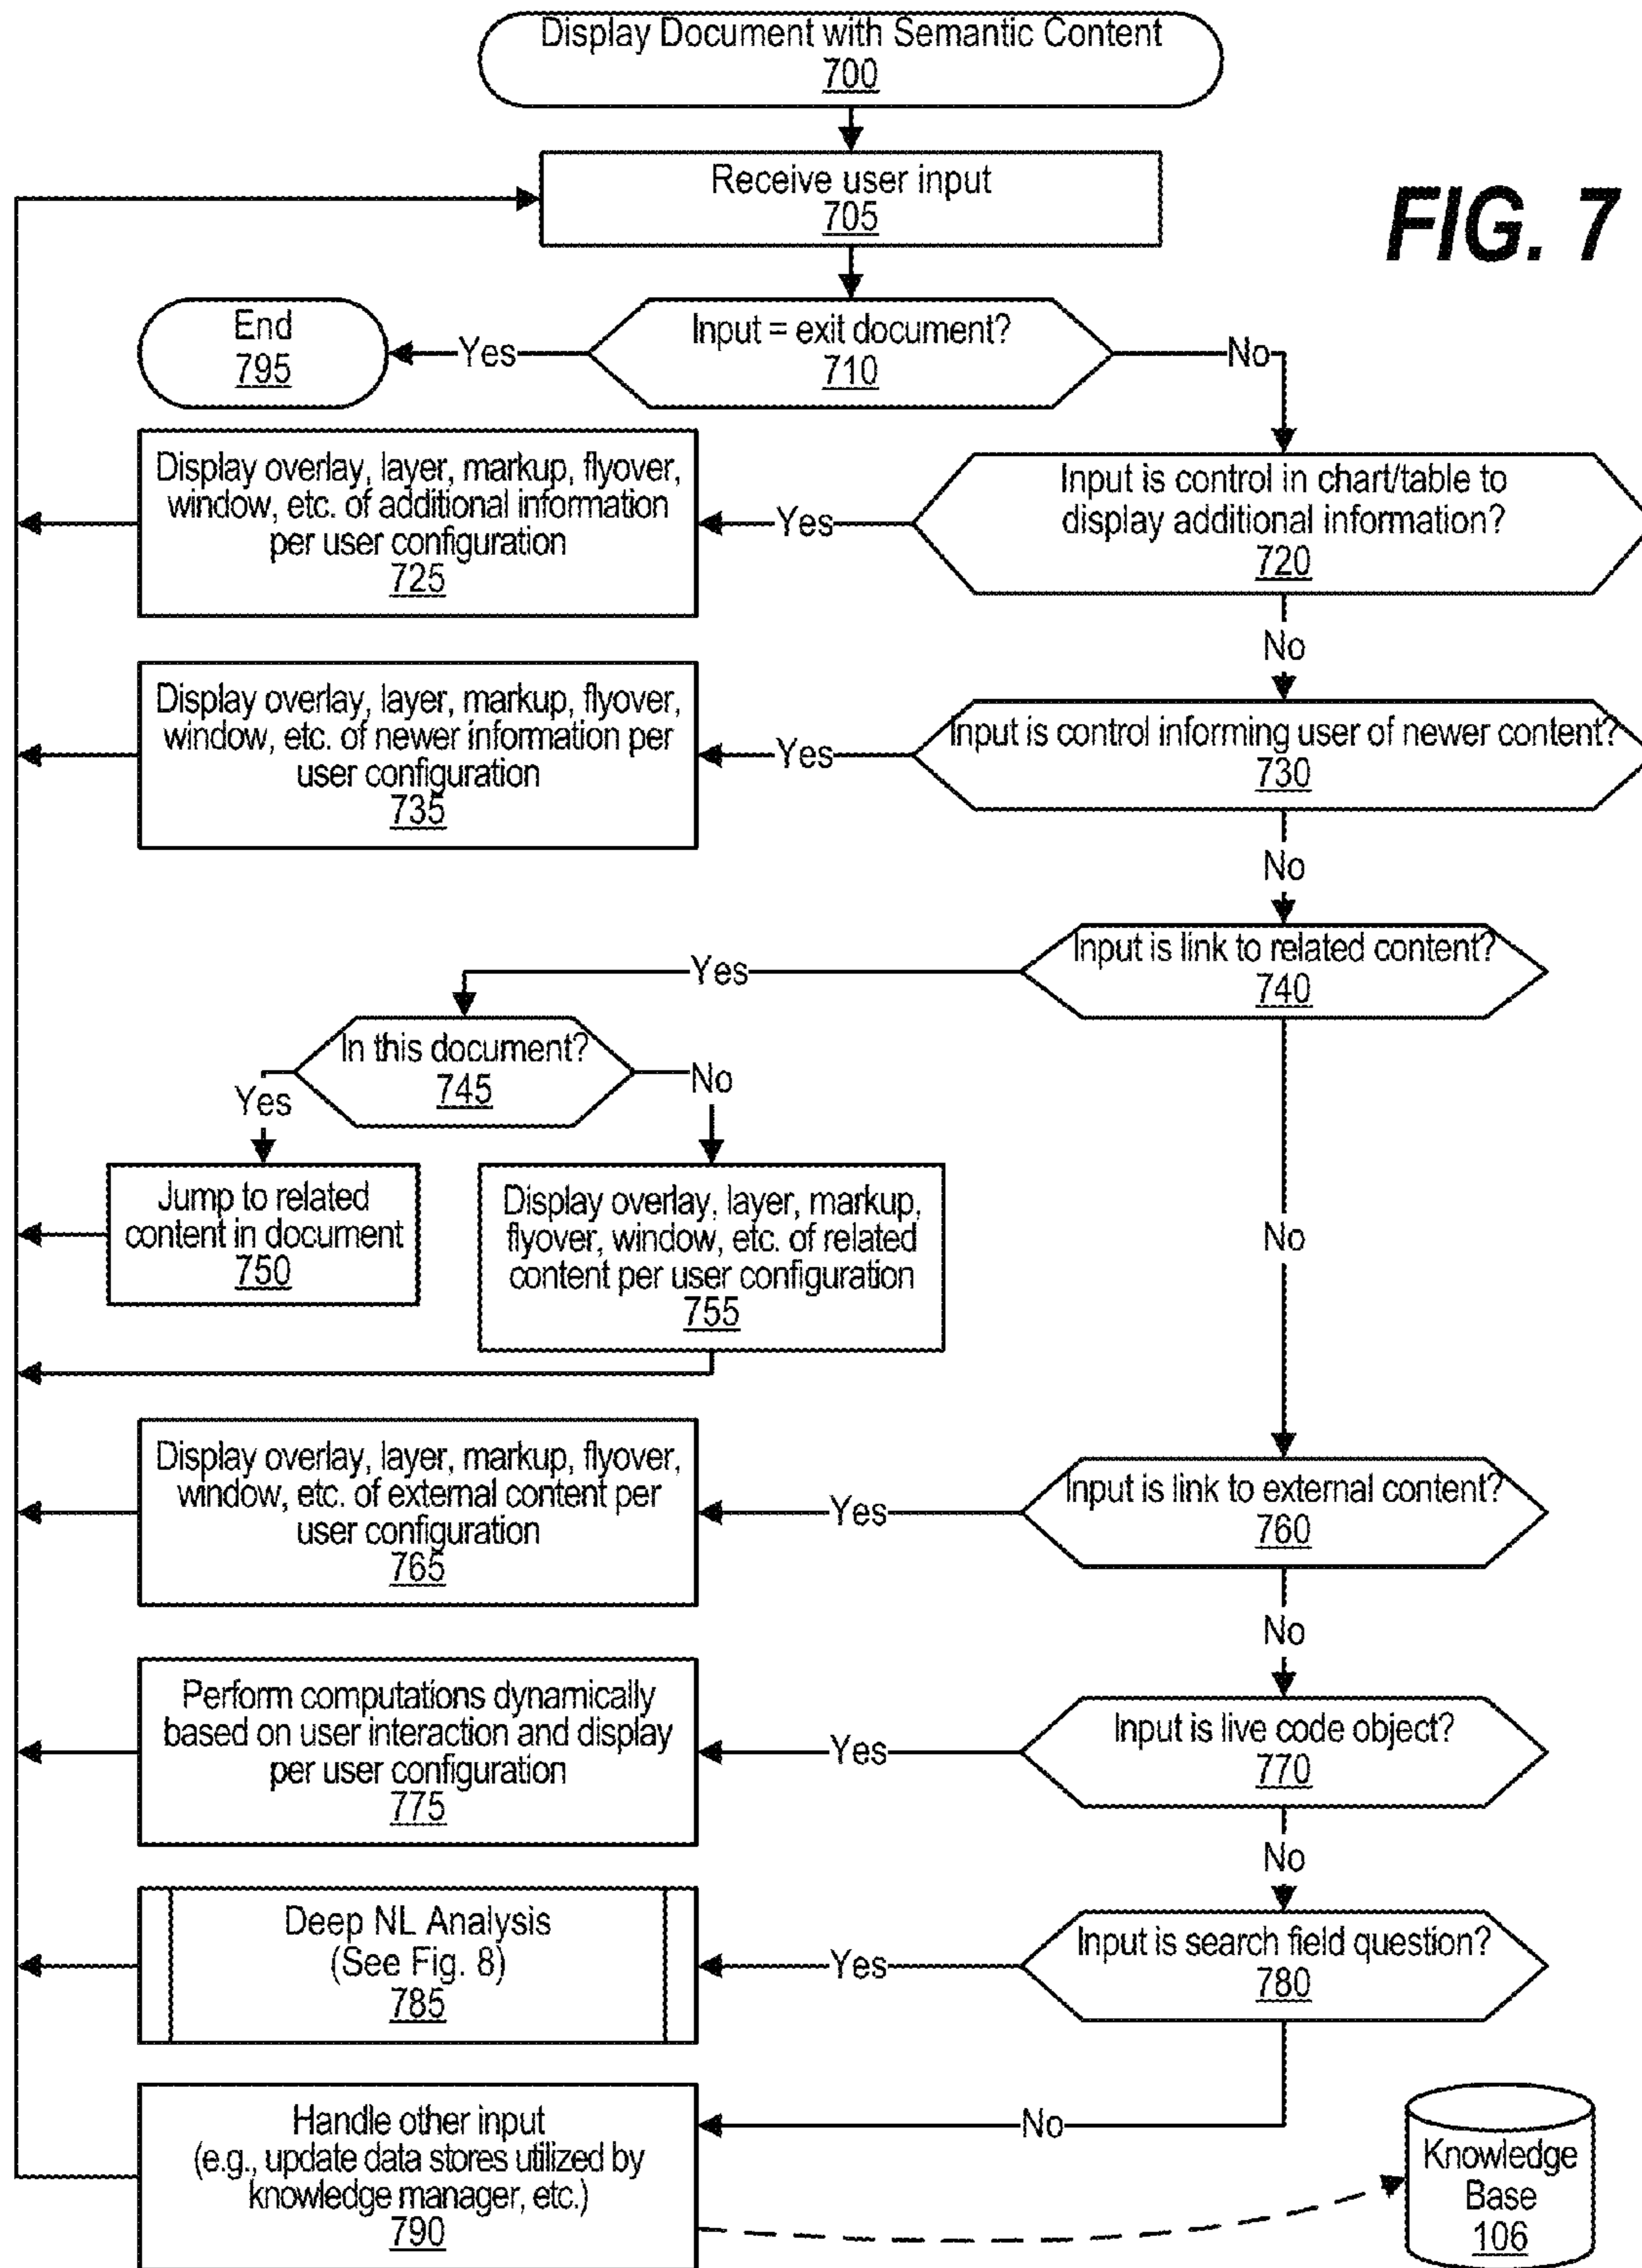 Display Document with Semantic Content
700
Receive user input
705
FIG. 7
Input = exit document?
710
Yes
End
795
No
Input is control in chart/table to
display additional information?
720
Yes
Display overlay, layer, markup, flyover,
window, etc. of additional information
per user configuration
725
No
Input is control informing user of newer content?
730
Yes
Display overlay, layer, markup, flyover,
window, etc. of newer information per
user configuration
735
No
Input is link to related content?
740
Yes
In this document?
745
Yes
No
Jump to related
content in document
750
Display overlay, layer, markup,
flyover, window, etc. of related
content per user configuration
755
No
Input is link to external content?
760
Yes
Display overlay, layer, markup, flyover,
window, etc. of external content per
user configuration
765
No
Input is live code object?
770
Yes
Perform computations dynamically
based on user interaction and display
per user configuration
775
No
Input is search field question?
780
Yes
Deep NL Analysis
(See Fig. 8)
785
No
Handle other input
(e.g., update data stores utilized by
knowledge manager, etc.)
790
Knowledge
Base
106